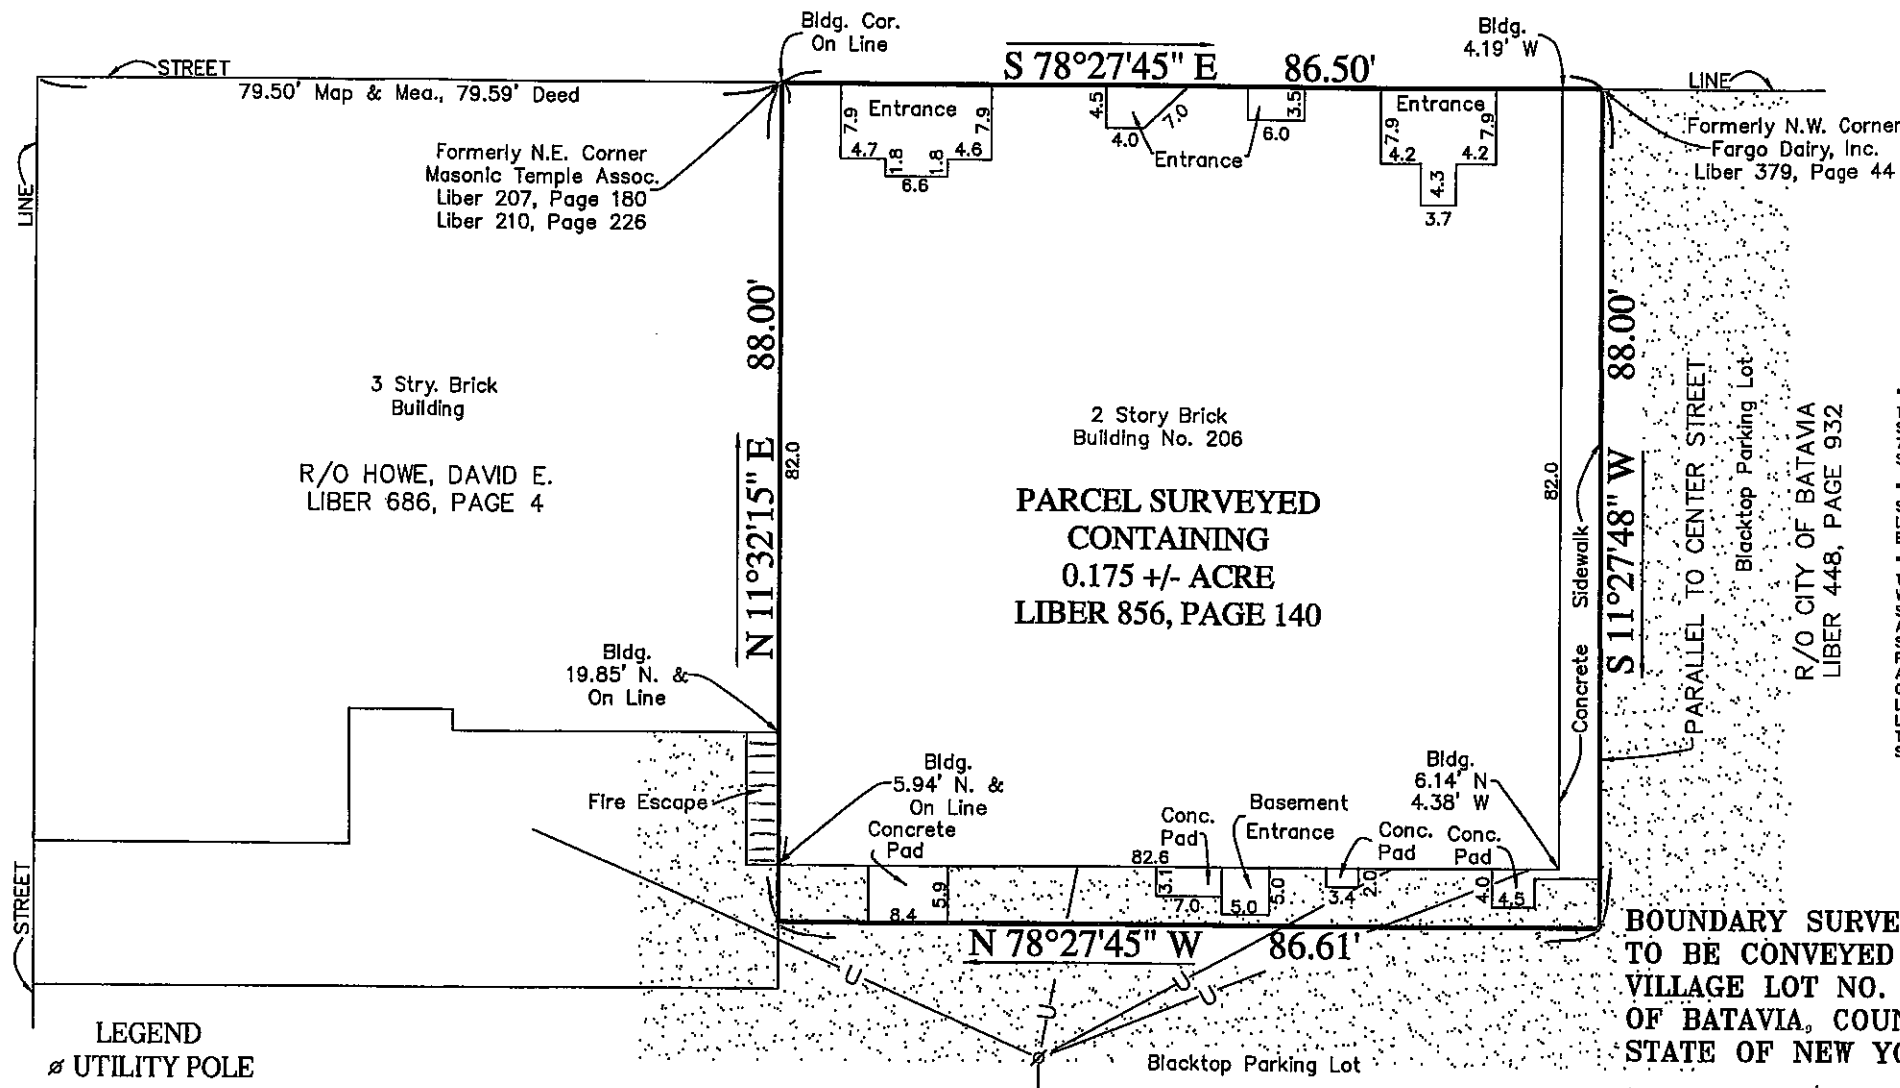 Bldg. Cor.
On Line
S 78°27'45" E 86.50'
Bldg.
4.19' W
STREET
79.50' Map & Mea., 79.59' Deed
LINE
LINE
Formerly N.E. Corner
Masonic Temple Assoc.
Liber 207, Page 180
Liber 210, Page 226
Formerly N.W. Corner
Fargo Dairy, Inc.
Liber 379, Page 44
7.9
Entrance
7.9
4.7
1.8
1.8
4.6
6.6
4.5
4.0
7.0
Entrance
3.5
6.0
Entrance
7.9
7.9
4.2
4.2
4.3
3.7
3 Stry. Brick
Building
R/O HOWE, DAVID E.
LIBER 686, PAGE 4
N 11°32'15" E 88.00'
82.0
2 Story Brick
Building No. 206
PARCEL SURVEYED
CONTAINING
0.175 +/- ACRE
LIBER 856, PAGE 140
82.0
Concrete Sidewalk
S 11°27'48" W 88.00'
PARALLEL TO CENTER STREET
Blacktop Parking Lot
R/O CITY OF BATAVIA
LIBER 448, PAGE 932
Bldg.
19.85' N. &
On Line
Fire Escape
Bldg.
5.94' N. &
On Line
Concrete
Pad
8.4
5.9
82.6
Conc.
Pad
3.1
7.0
Basement
Entrance
5.0
5.0
Conc.
Pad
3.4
2.0
Conc.
Pad
4.0
4.5
Bldg.
6.14' N
4.38' W
N 78°27'45" W 86.61'
STREET
U
U
U
U
Blacktop Parking Lot
LEGEND
ø UTILITY POLE
BOUNDARY SURVE
TO BE CONVEYED
VILLAGE LOT NO.
OF BATAVIA, COUN
STATE OF NEW YO